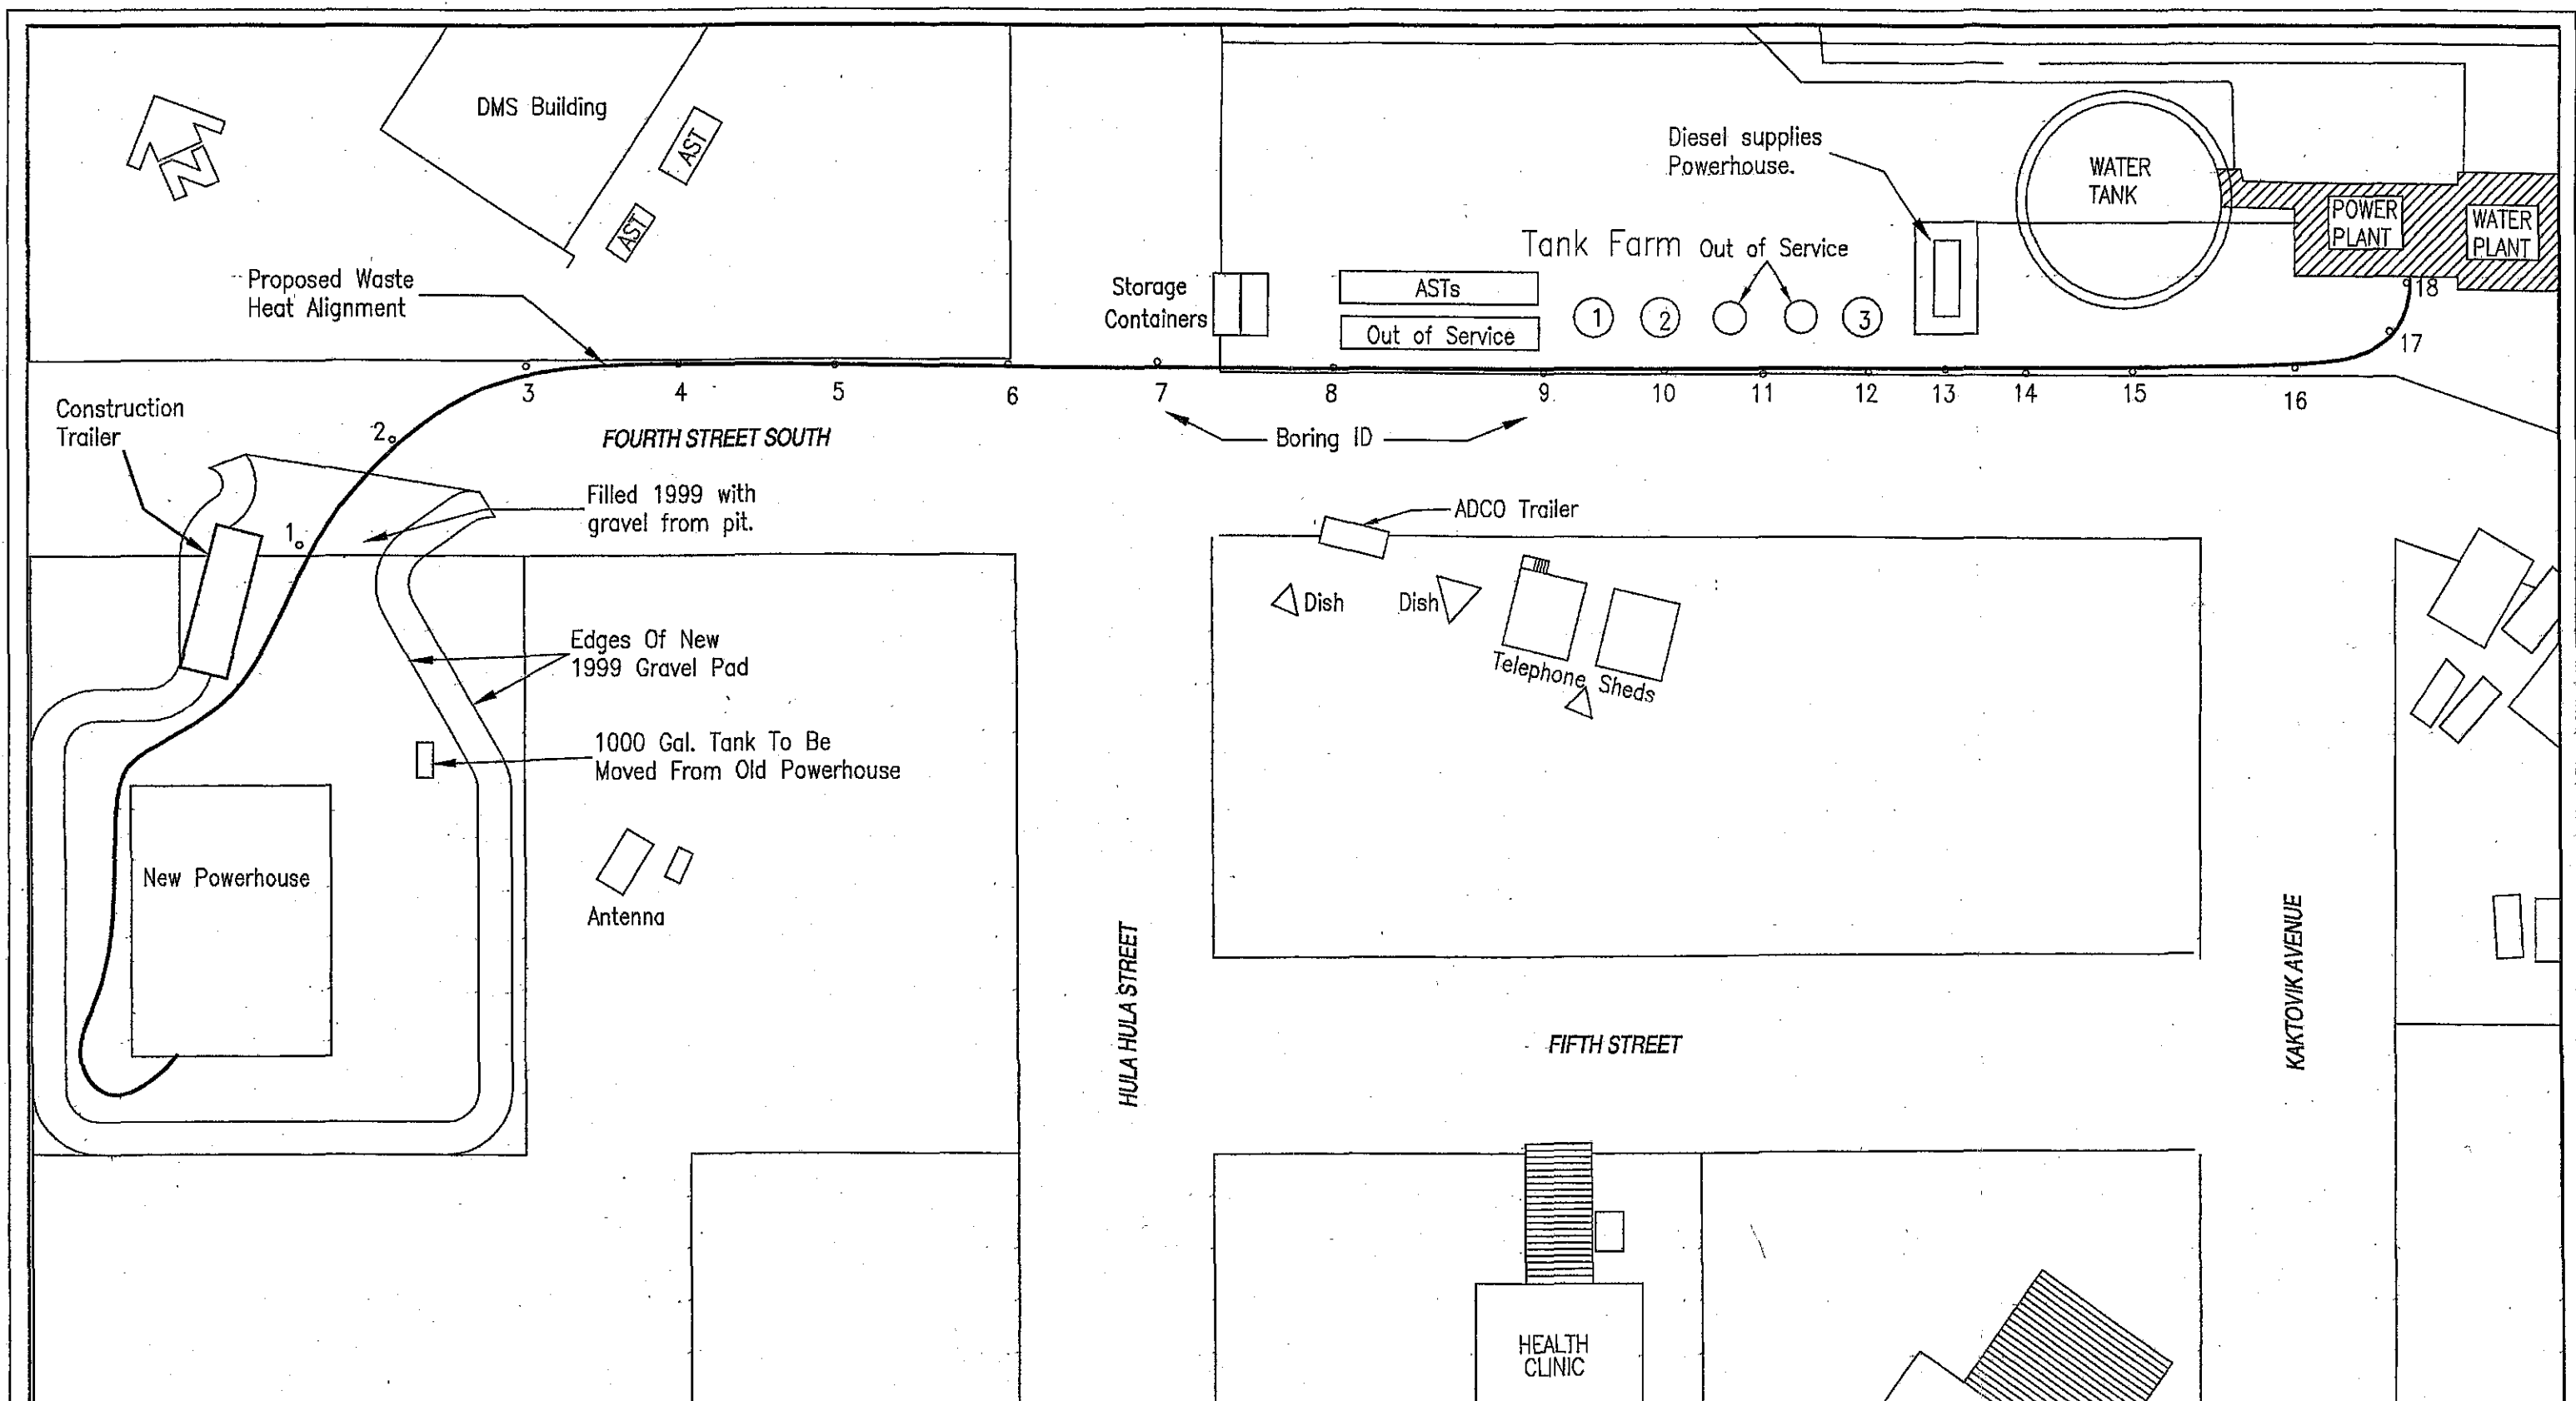 DMS Building
AST
AST
N
Proposed Waste
Heat Alignment
Storage
Containers
ASTs
Out of Service
Tank Farm
Out of Service
1
2
3
Diesel supplies
Powerhouse.
WATER
TANK
POWER
PLANT
WATER
PLANT
18
17
3
4
5
6
7
8
9
10
11
12
13
14
15
16
Boring ID
Construction
Trailer
2
1
FOURTH STREET SOUTH
Filled 1999 with
gravel from pit.
ADCO Trailer
Dish
Dish
Telephone Sheds
Edges Of New
1999 Gravel Pad
1000 Gal. Tank To Be
Moved From Old Powerhouse
New Powerhouse
Antenna
HULA HULA STREET
FIFTH STREET
KAKTOVIK AVENUE
HEALTH
CLINIC